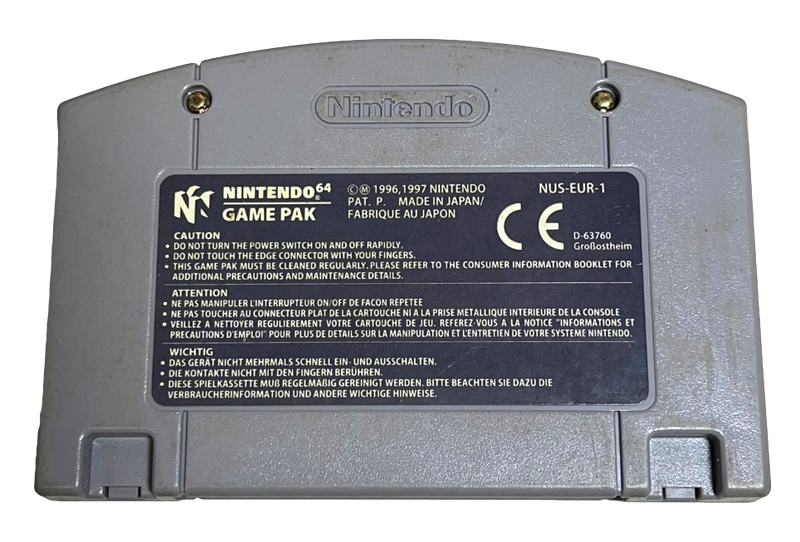 Nintendo
NINTENDO64®
GAME PAK
©Ⓜ 1996,1997 NINTENDO
PAT. P. MADE IN JAPAN/
FABRIQUE AU JAPON
NUS-EUR-1
CE
D-63760
Großostheim
CAUTION
• DO NOT TURN THE POWER SWITCH ON AND OFF RAPIDLY.
• DO NOT TOUCH THE EDGE CONNECTOR WITH YOUR FINGERS.
• THIS GAME PAK MUST BE CLEANED REGULARLY. PLEASE REFER TO THE CONSUMER INFORMATION BOOKLET FOR
ADDITIONAL PRECAUTIONS AND MAINTENANCE DETAILS.
ATTENTION
• NE PAS MANIPULER L'INTERRUPTEUR ON/OFF DE FACON REPETEE
• NE PAS TOUCHER AU CONNECTEUR PLAT DE LA CARTOUCHE NI A LA PRISE METALLIQUE INTERIEURE DE LA CONSOLE
• VEILLEZ A NETTOYER REGULIEREMENT VOTRE CARTOUCHE DE JEU. REFEREZ-VOUS A LA NOTICE "INFORMATIONS ET
PRECAUTIONS D'EMPLOI" POUR PLUS DE DETAILS SUR LA MANIPULATION ET L'ENTRETIEN DE VOTRE SYSTEME NINTENDO.
WICHTIG
• DAS GERÄT NICHT MEHRMALS SCHNELL EIN- UND AUSSCHALTEN.
• DIE KONTAKTE NICHT MIT DEN FINGERN BERÜHREN.
• DIESE SPIELKASSETTE MUß REGELMÄßIG GEREINIGT WERDEN. BITTE BEACHTEN SIE DAZU DIE
VERBRAUCHERINFORMATION UND ANDERE WICHTIGE HINWEISE.